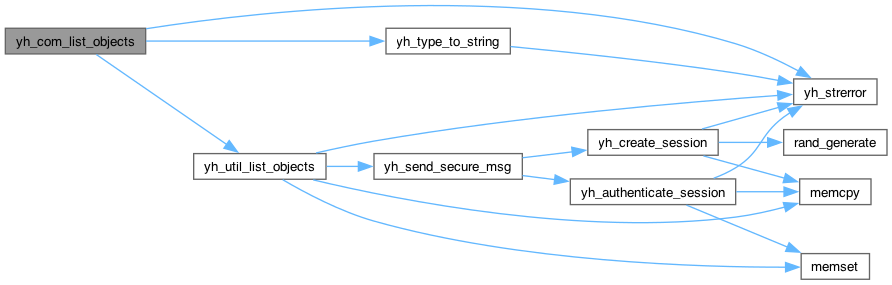 yh_com_list_objects
yh_type_to_string
yh_strerror
yh_create_session
rand_generate
yh_util_list_objects
yh_send_secure_msg
yh_authenticate_session
memcpy
memset